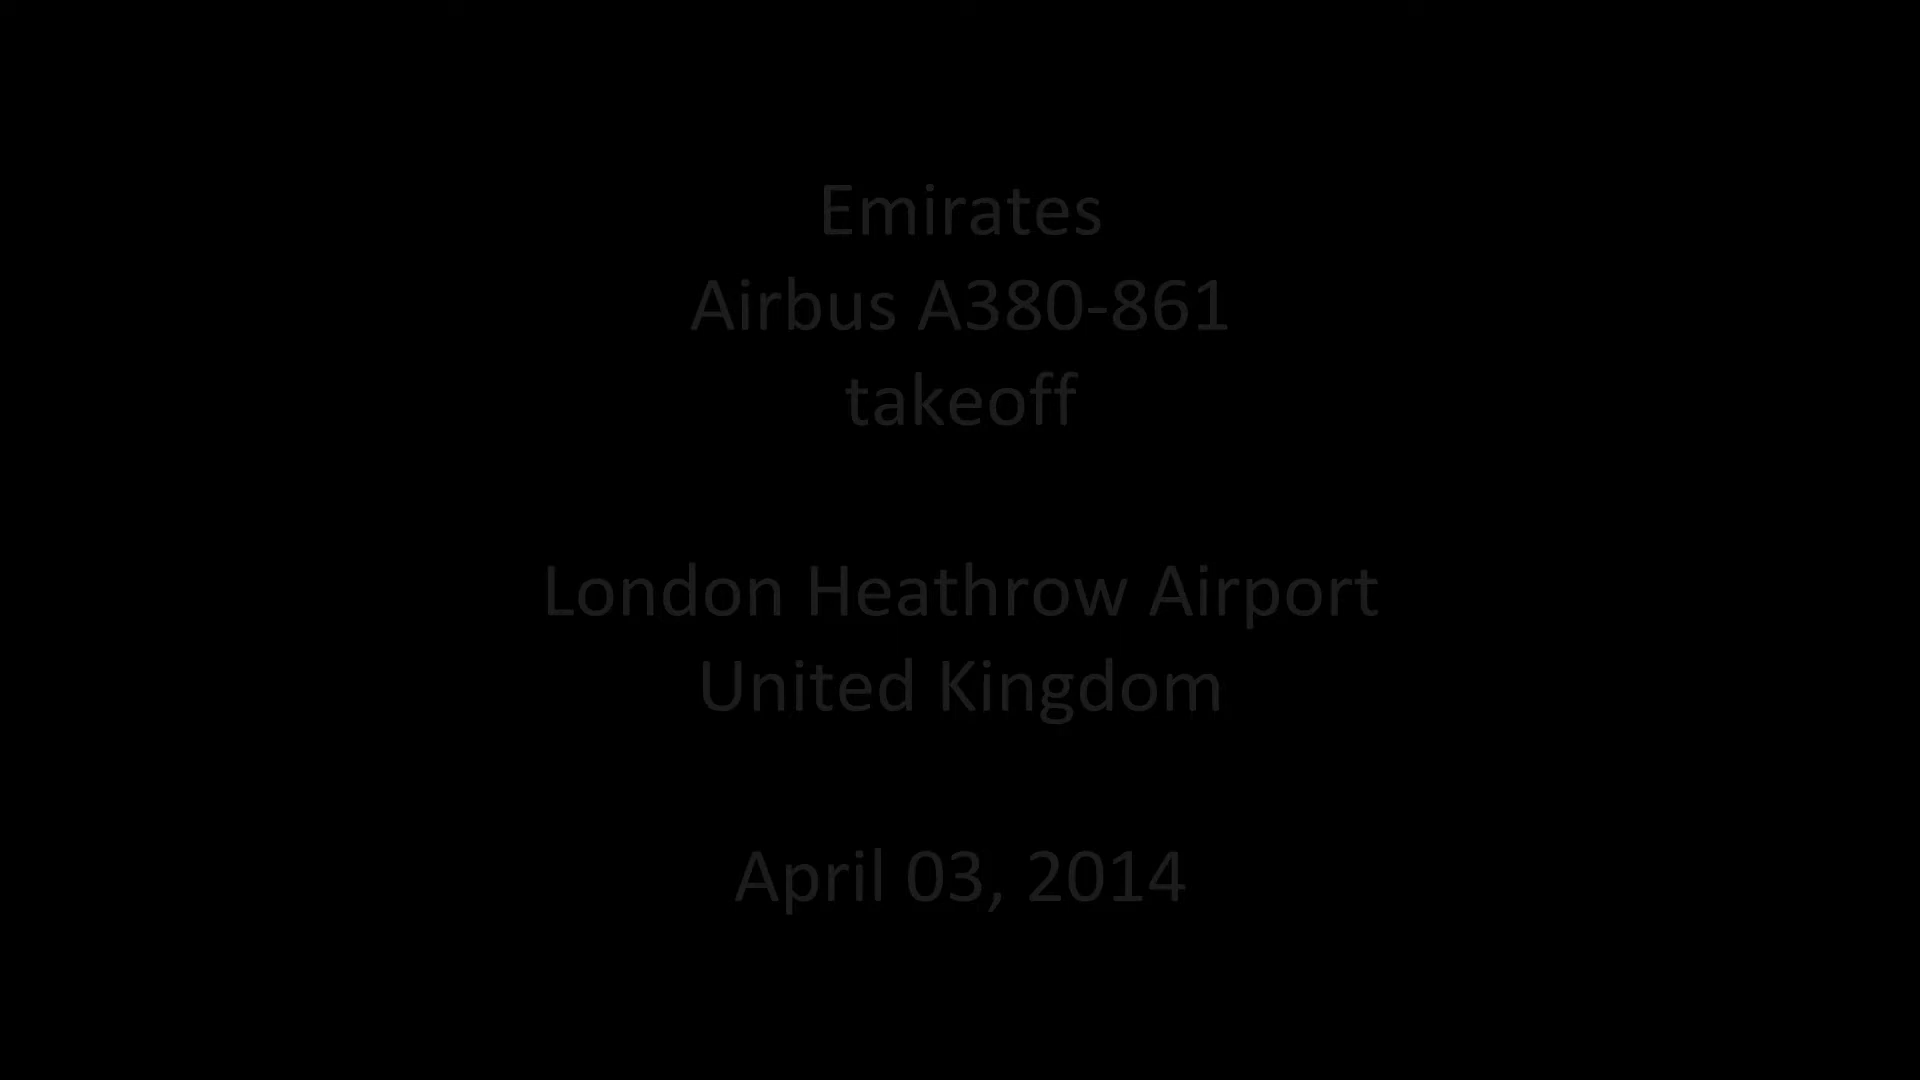 Emirates
Airbus A380-861
takeoff
London Heathrow Airport
United Kingdom
April 03, 2014